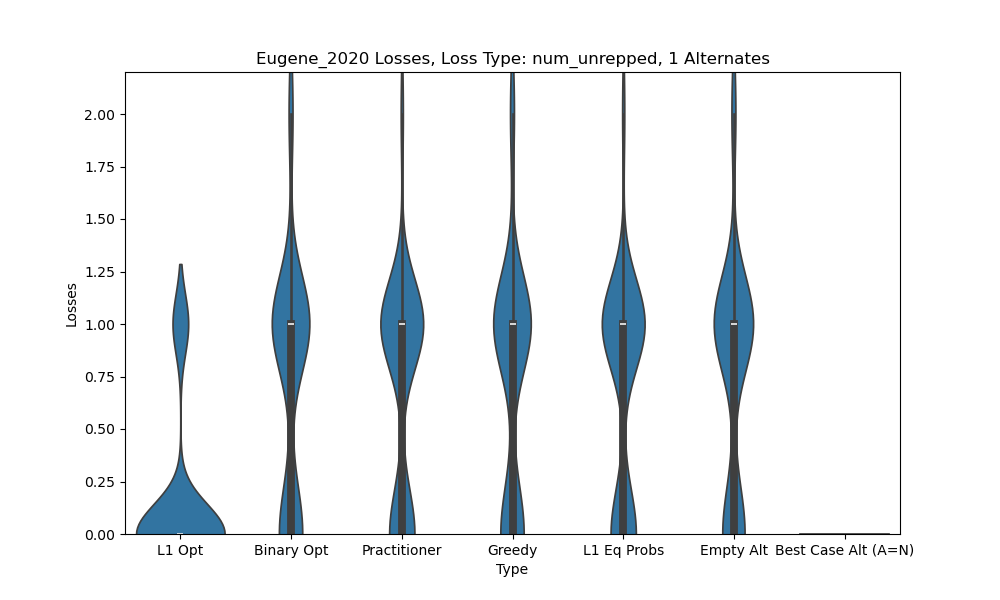 Eugene_2020 Losses, Loss Type: num_unrepped, 1 Alternates
Losses
2.00
1.75
1.50
1.25
1.00
0.75
0.50
0.25
0.00
L1 Opt
Binary Opt
Practitioner
Greedy
L1 Eq Probs
Empty Alt
Best Case Alt (A=N)
Type